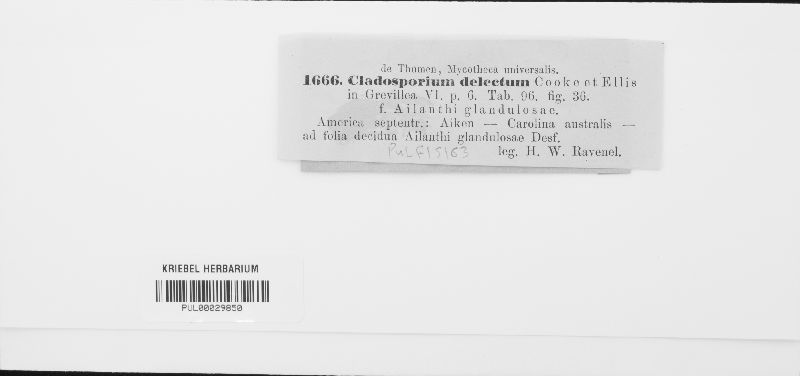 de Thümen, Mycotheca universalis.
1666. Cladosporium delectum Cooke et Ellis
in Grevillea VI. p. 6. Tab. 96. fig. 36.
f. Ailanthi glandulosae.
America septentr.: Aiken — Carolina australis —
ad folia decidua Ailanthi glandulosae Desf.
PUL F15163 leg. H. W. Ravenel.
KRIEBEL HERBARIUM
PUL00029850